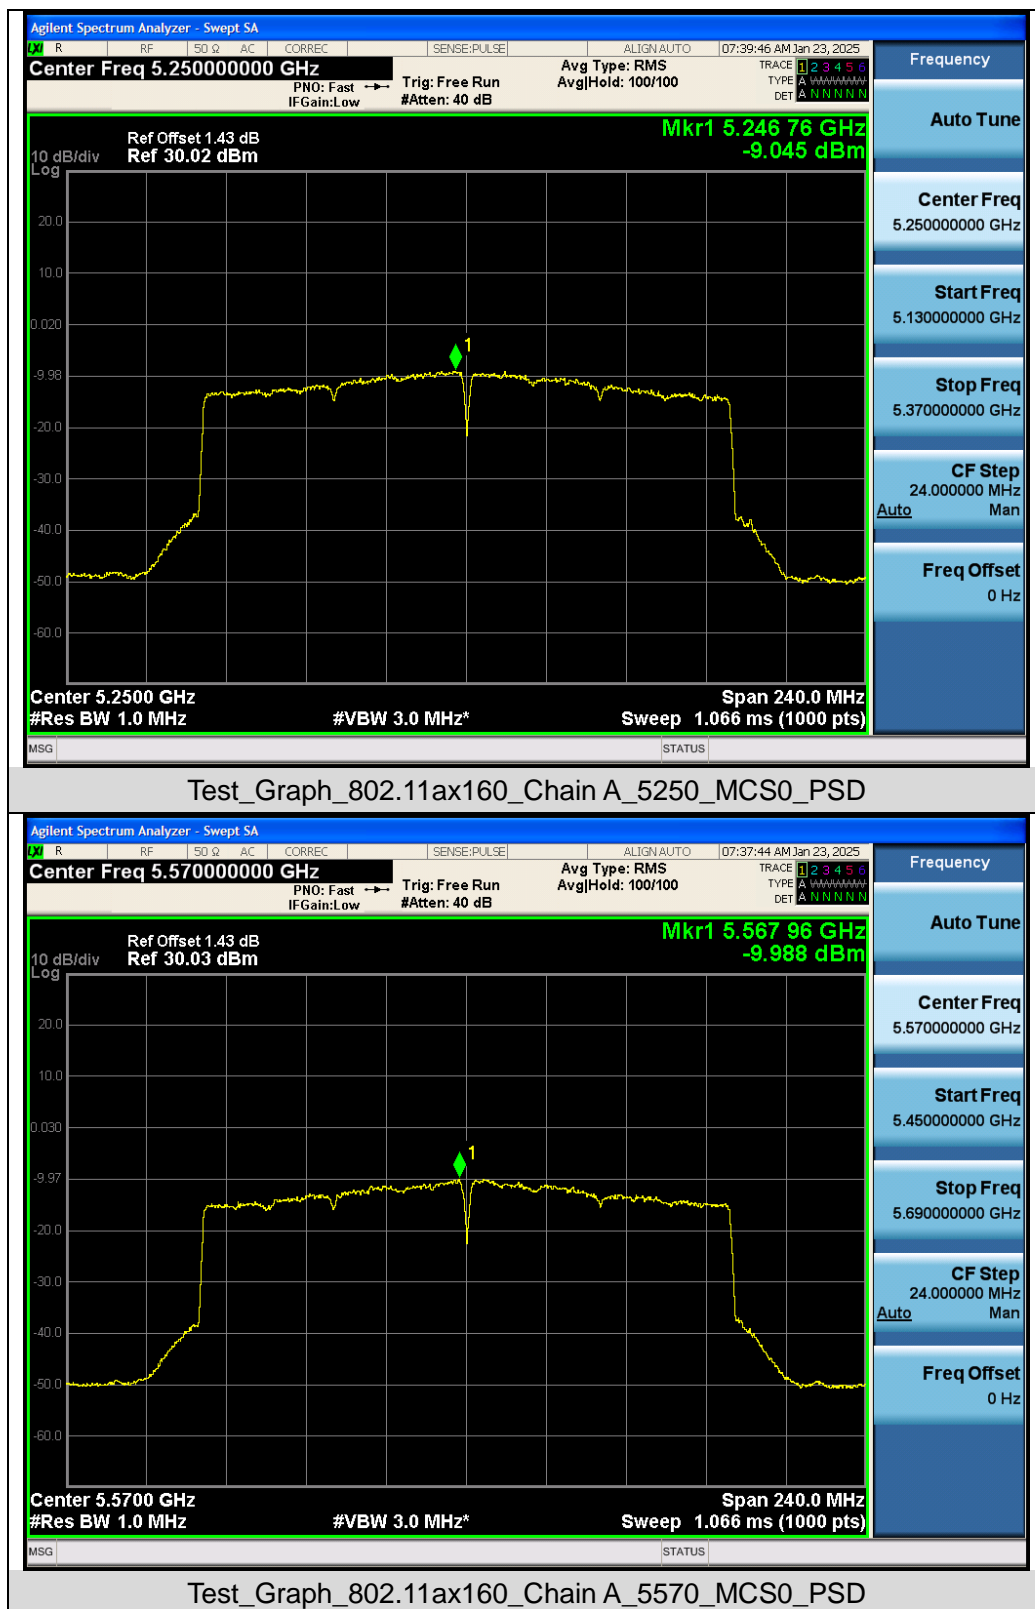 Agilent Spectrum Analyzer - Swept SA
LXI R RF 50 Ω AC CORREC SENSE:PULSE ALIGN AUTO 07:39:46 AM Jan 23, 2025
Center Freq 5.250000000 GHz
PNO: Fast
IFGain:Low
Trig: Free Run
#Atten: 40 dB
Avg Type: RMS
Avg|Hold: 100/100
TRACE 1 2 3 4 5 6
TYPE A WWWWW
DET A N N N N N
Frequency
Mkr1 5.246 76 GHz
-9.045 dBm
Ref Offset 1.43 dB
10 dB/div Ref 30.02 dBm
Log
20.0
10.0
0.020
-9.98
-20.0
-30.0
-40.0
-50.0
-60.0
1
Center 5.2500 GHz Span 240.0 MHz
#Res BW 1.0 MHz #VBW 3.0 MHz* Sweep 1.066 ms (1000 pts)
MSG STATUS
Auto Tune
Center Freq
5.250000000 GHz
Start Freq
5.130000000 GHz
Stop Freq
5.370000000 GHz
CF Step
24.000000 MHz
Auto Man
Freq Offset
0 Hz
Test_Graph_802.11ax160_Chain A_5250_MCS0_PSD
Agilent Spectrum Analyzer - Swept SA
LXI R RF 50 Ω AC CORREC SENSE:PULSE ALIGN AUTO 07:37:44 AM Jan 23, 2025
Center Freq 5.570000000 GHz
PNO: Fast
IFGain:Low
Trig: Free Run
#Atten: 40 dB
Avg Type: RMS
Avg|Hold: 100/100
TRACE 1 2 3 4 5 6
TYPE A WWWWW
DET A N N N N N
Frequency
Mkr1 5.567 96 GHz
-9.988 dBm
Ref Offset 1.43 dB
10 dB/div Ref 30.03 dBm
Log
20.0
10.0
0.030
-9.97
-20.0
-30.0
-40.0
-50.0
-60.0
1
Center 5.5700 GHz Span 240.0 MHz
#Res BW 1.0 MHz #VBW 3.0 MHz* Sweep 1.066 ms (1000 pts)
MSG STATUS
Auto Tune
Center Freq
5.570000000 GHz
Start Freq
5.450000000 GHz
Stop Freq
5.690000000 GHz
CF Step
24.000000 MHz
Auto Man
Freq Offset
0 Hz
Test_Graph_802.11ax160_Chain A_5570_MCS0_PSD